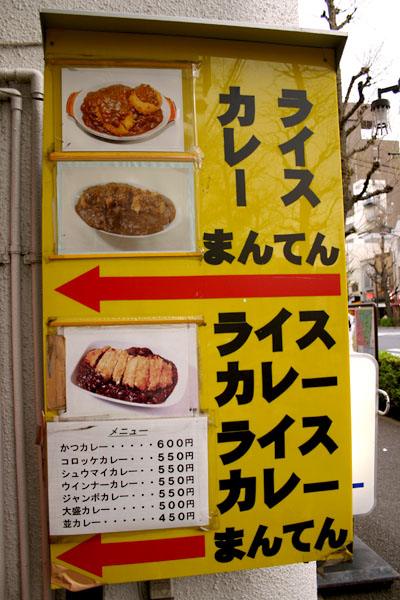 ライス
カレー
まんてん
ライス
カレー
ライス
カレー
まんてん
メニュー
かつカレー・・・・・600円
コロッケカレー・・・・550円
シュウマイカレー・・・550円
ウインナーカレー・・・550円
ジャンボカレー・・・・550円
大盛カレー・・・・・・500円
並カレー・・・・・・・450円